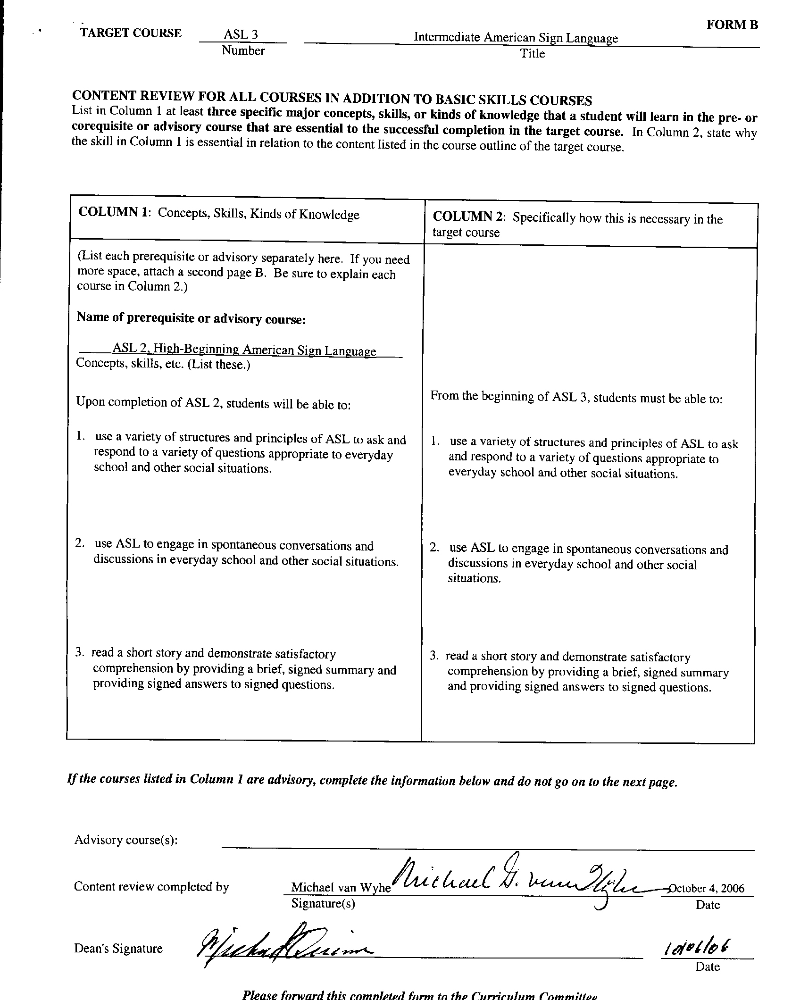 FORM B
TARGET COURSE ASL 3 Intermediate American Sign Language
Number Title
CONTENT REVIEW FOR ALL COURSES IN ADDITION TO BASIC SKILLS COURSES
List in Column 1 at least three specific major concepts, skills, or kinds of knowledge that a student will learn in the pre- or
corequisite or advisory course that are essential to the successful completion in the target course. In Column 2, state why
the skill in Column 1 is essential in relation to the content listed in the course outline of the target course.
COLUMN 1: Concepts, Skills, Kinds of Knowledge
(List each prerequisite or advisory separately here. If you need
more space, attach a second page B. Be sure to explain each
course in Column 2.)
Name of prerequisite or advisory course:
ASL 2, High-Beginning American Sign Language
Concepts, skills, etc. (List these.)
Upon completion of ASL 2, students will be able to:
1. use a variety of structures and principles of ASL to ask and
respond to a variety of questions appropriate to everyday
school and other social situations.
2. use ASL to engage in spontaneous conversations and
discussions in everyday school and other social situations.
3. read a short story and demonstrate satisfactory
comprehension by providing a brief, signed summary and
providing signed answers to signed questions.
COLUMN 2: Specifically how this is necessary in the
target course
From the beginning of ASL 3, students must be able to:
1. use a variety of structures and principles of ASL to ask
and respond to a variety of questions appropriate to
everyday school and other social situations.
2. use ASL to engage in spontaneous conversations and
discussions in everyday school and other social
situations.
3. read a short story and demonstrate satisfactory
comprehension by providing a brief, signed summary
and providing signed answers to signed questions.
If the courses listed in Column 1 are advisory, complete the information below and do not go on to the next page.
Advisory course(s):
Content review completed by Michael van Wyhe Michael G. van Wyhe October 4, 2006
Signature(s) Date
Dean's Signature Michael Quinn
Date
Please forward this completed form to the Curriculum Committee